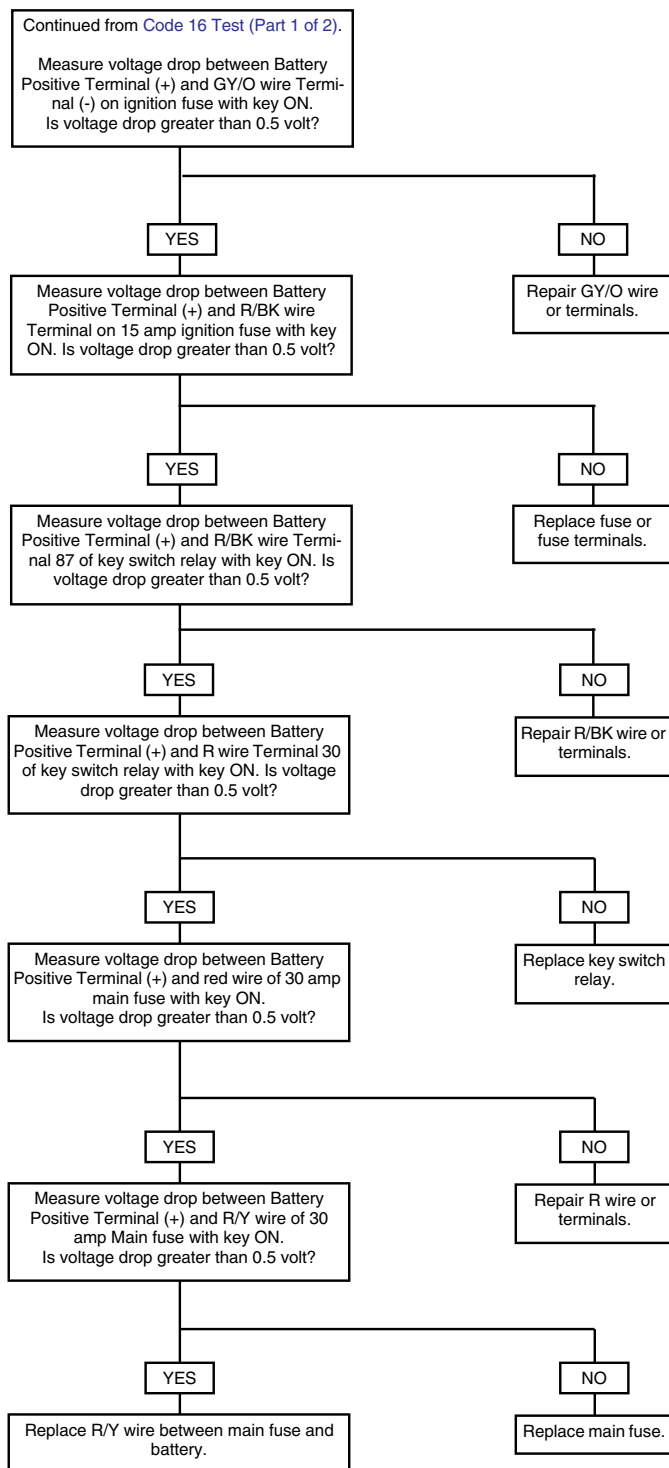 Continued from Code 16 Test (Part 1 of 2).
Measure voltage drop between Battery
Positive Terminal (+) and GY/O wire Termi-
nal (-) on ignition fuse with key ON.
Is voltage drop greater than 0.5 volt?
YES
NO
Measure voltage drop between Battery
Positive Terminal (+) and R/BK wire
Terminal on 15 amp ignition fuse with key
ON. Is voltage drop greater than 0.5 volt?
Repair GY/O wire
or terminals.
YES
NO
Measure voltage drop between Battery
Positive Terminal (+) and R/BK wire Termi-
nal 87 of key switch relay with key ON. Is
voltage drop greater than 0.5 volt?
Replace fuse or
fuse terminals.
YES
NO
Measure voltage drop between Battery
Positive Terminal (+) and R wire Terminal 30
of key switch relay with key ON. Is voltage
drop greater than 0.5 volt?
Repair R/BK wire or
terminals.
YES
NO
Measure voltage drop between Battery
Positive Terminal (+) and red wire of 30 amp
main fuse with key ON.
Is voltage drop greater than 0.5 volt?
Replace key switch
relay.
YES
NO
Measure voltage drop between Battery
Positive Terminal (+) and R/Y wire of 30
amp Main fuse with key ON.
Is voltage drop greater than 0.5 volt?
Repair R wire or
terminals.
YES
NO
Replace R/Y wire between main fuse and
battery.
Replace main fuse.